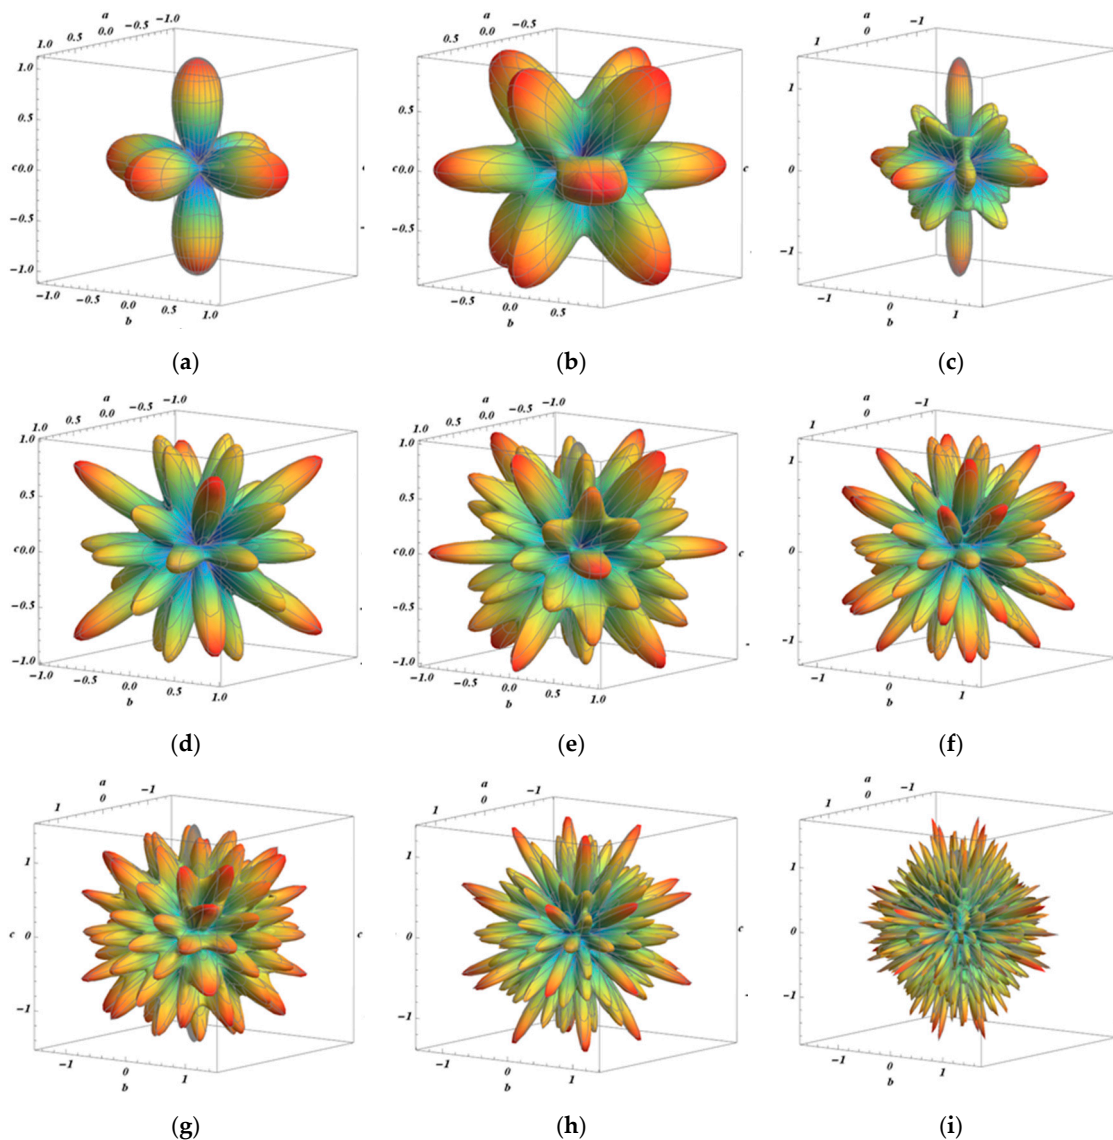 a −1.0 a −0.5 a −1
1.0 0.5 0.0 −0.5 0.5 0.0 1 0
1.0 0.5 1
0.5 0.0
c 0.0 c c 0
−0.5 −0.5
−1.0 −1
−1.0 −0.5 0.0 0.5 1.0 −0.5 0.0 0.5 −1 0 1
b b b
(a) (b) (c)
a −1.0 a −1.0 a −1
1.0 0.5 0.0 −0.5 1.0 0.5 0.0 −0.5 1 0
1.0 1.0 1
0.5 0.5
c 0.0 c 0.0 c 0
−0.5 −0.5 −1
−1.0 −1.0
−1.0 −0.5 0.0 0.5 1.0 −1.0 −0.5 0.0 0.5 1.0 −1 0 1
b b b
(d) (e) (f)
a −1 a −1 a −1
1 0 1 0 1 0
1 1 1
c 0 c 0 c 0
−1 −1 −1
−1 0 1 −1 0 1 −1 0 1
b b b
(g) (h) (i)